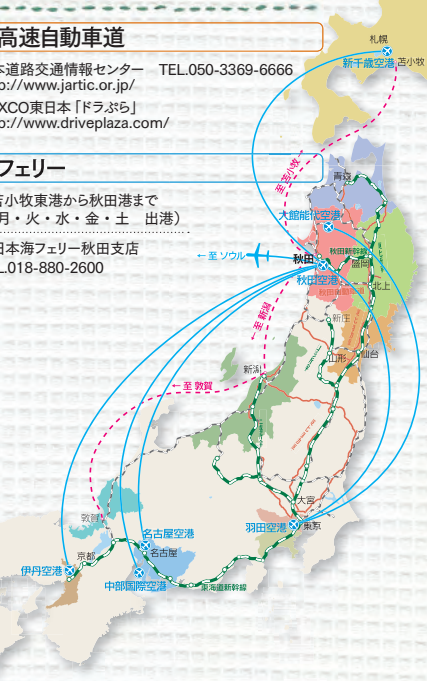 高速自動車道
本道路交通情報センター　TEL.050-3369-6666
p://www.jartic.or.jp/
XCO東日本「ドラぷら」
p://www.driveplaza.com/
フェリー
苫小牧東港から秋田港まで
月・火・水・金・土　出港）
日本海フェリー秋田支店
L.018-880-2600
札幌
新千歳空港
苫小牧
至 苫小牧→
青森
大館能代空港
←至 ソウル
秋田
秋田新幹線
盛岡
秋田空港
北上
←至 新潟
新庄
山形
仙台
←至 敦賀
新潟
大宮
羽田空港
東京
敦賀
名古屋空港
京都
名古屋
伊丹空港
中部国際空港
東海道新幹線